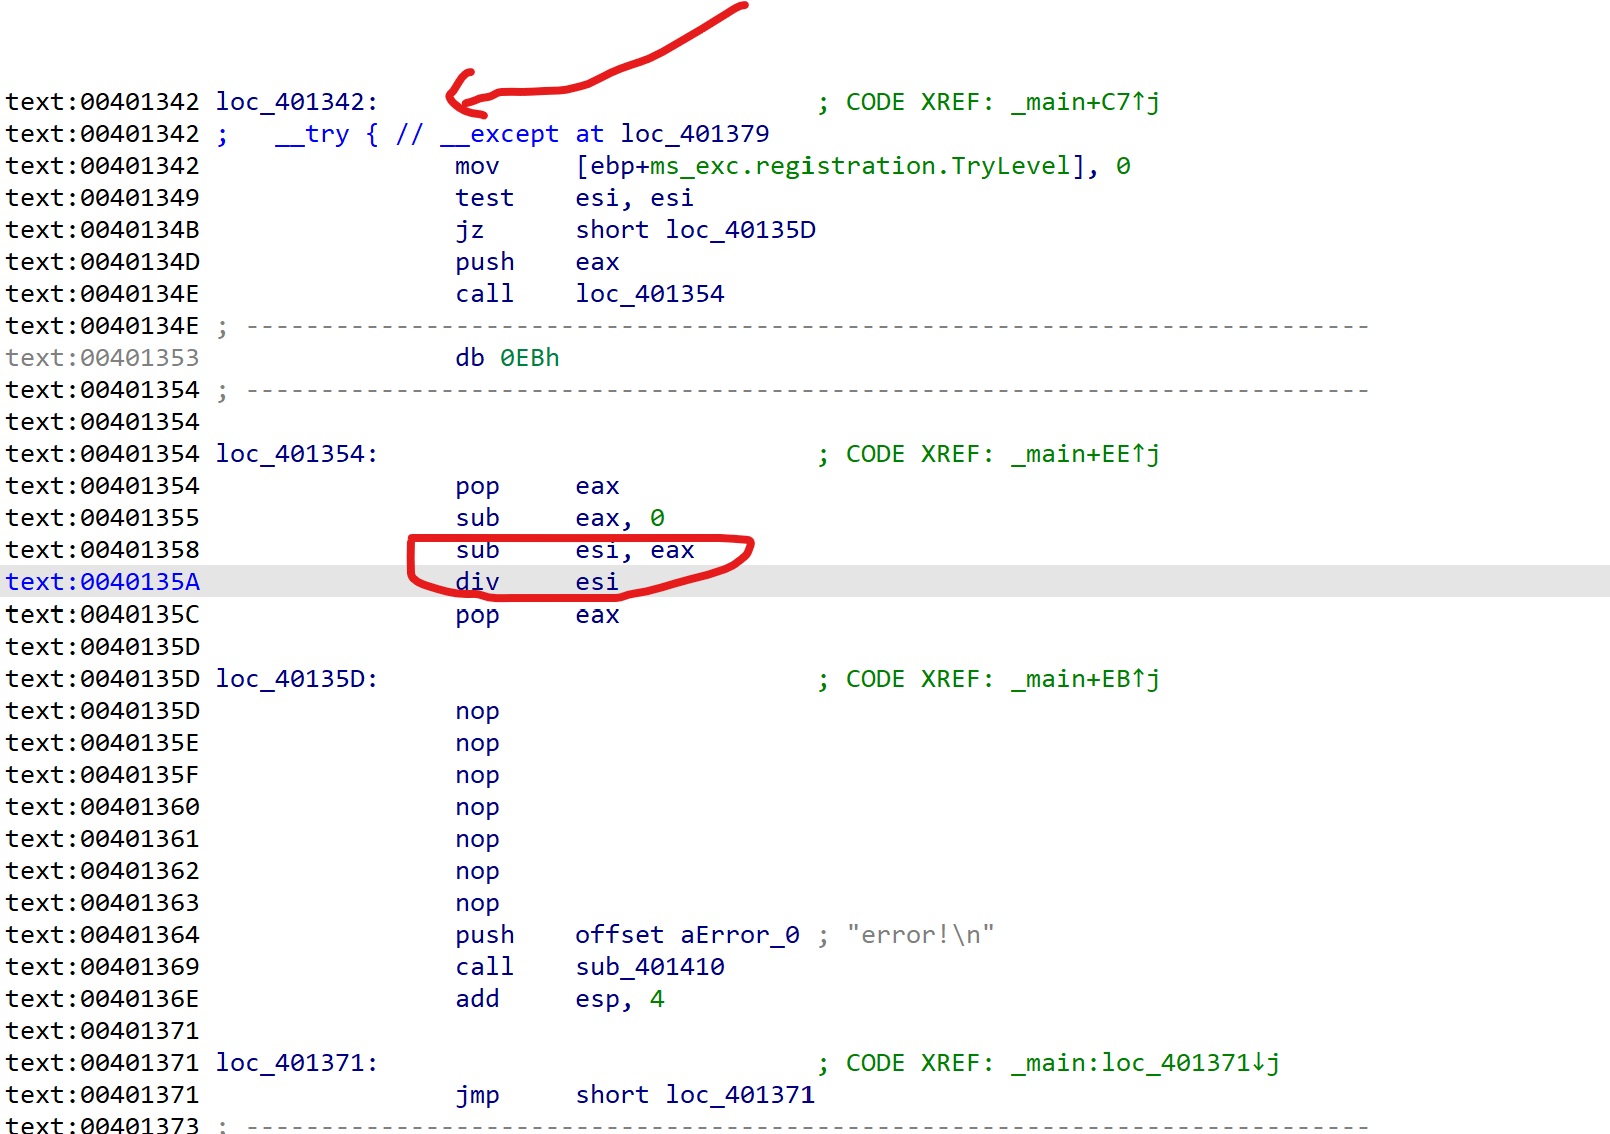 text:00401342 loc_401342: ; CODE XREF: _main+C7↑j
text:00401342 ; __try { // __except at loc_401379
text:00401342 mov [ebp+ms_exc.registration.TryLevel], 0
text:00401349 test esi, esi
text:0040134B jz short loc_40135D
text:0040134D push eax
text:0040134E call loc_401354
text:0040134E ; ---------------------------------------------------------------------------
text:00401353 db 0EBh
text:00401354 ; ---------------------------------------------------------------------------
text:00401354
text:00401354 loc_401354: ; CODE XREF: _main+EE↑j
text:00401354 pop eax
text:00401355 sub eax, 0
text:00401358 sub esi, eax
text:0040135A div esi
text:0040135C pop eax
text:0040135D
text:0040135D loc_40135D: ; CODE XREF: _main+EB↑j
text:0040135D nop
text:0040135E nop
text:0040135F nop
text:00401360 nop
text:00401361 nop
text:00401362 nop
text:00401363 nop
text:00401364 push offset aError_0 ; "error!\n"
text:00401369 call sub_401410
text:0040136E add esp, 4
text:00401371
text:00401371 loc_401371: ; CODE XREF: _main:loc_401371↓j
text:00401371 jmp short loc_401371
text:00401373 ; ---------------------------------------------------------------------------